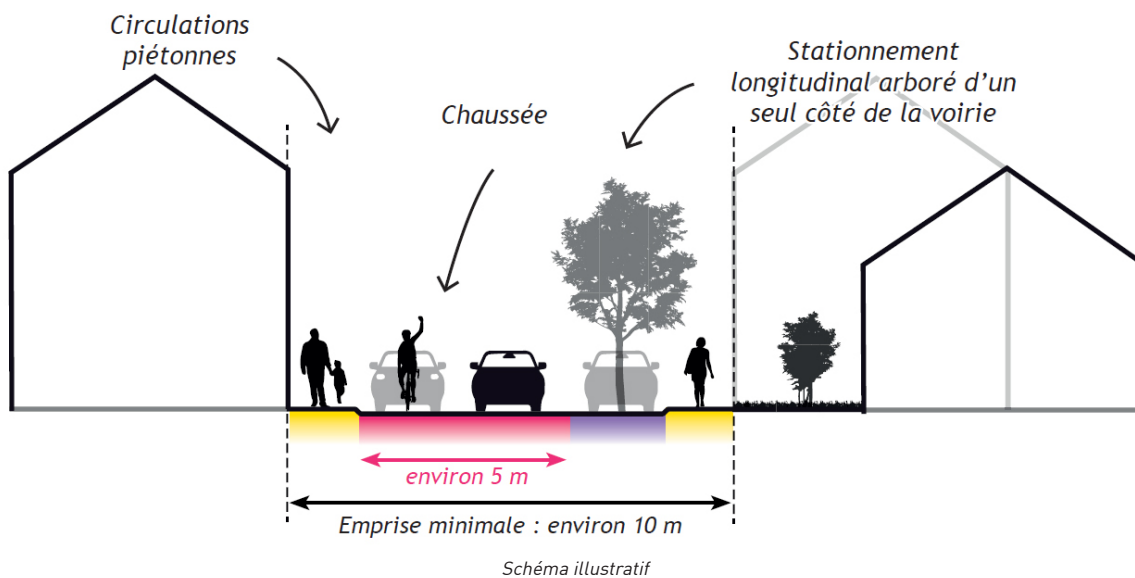 Circulations
piétonnes
Chaussée
Stationnement
longitudinal arboré d'un
seul côté de la voirie
environ 5 m
Emprise minimale : environ 10 m
Schéma illustratif